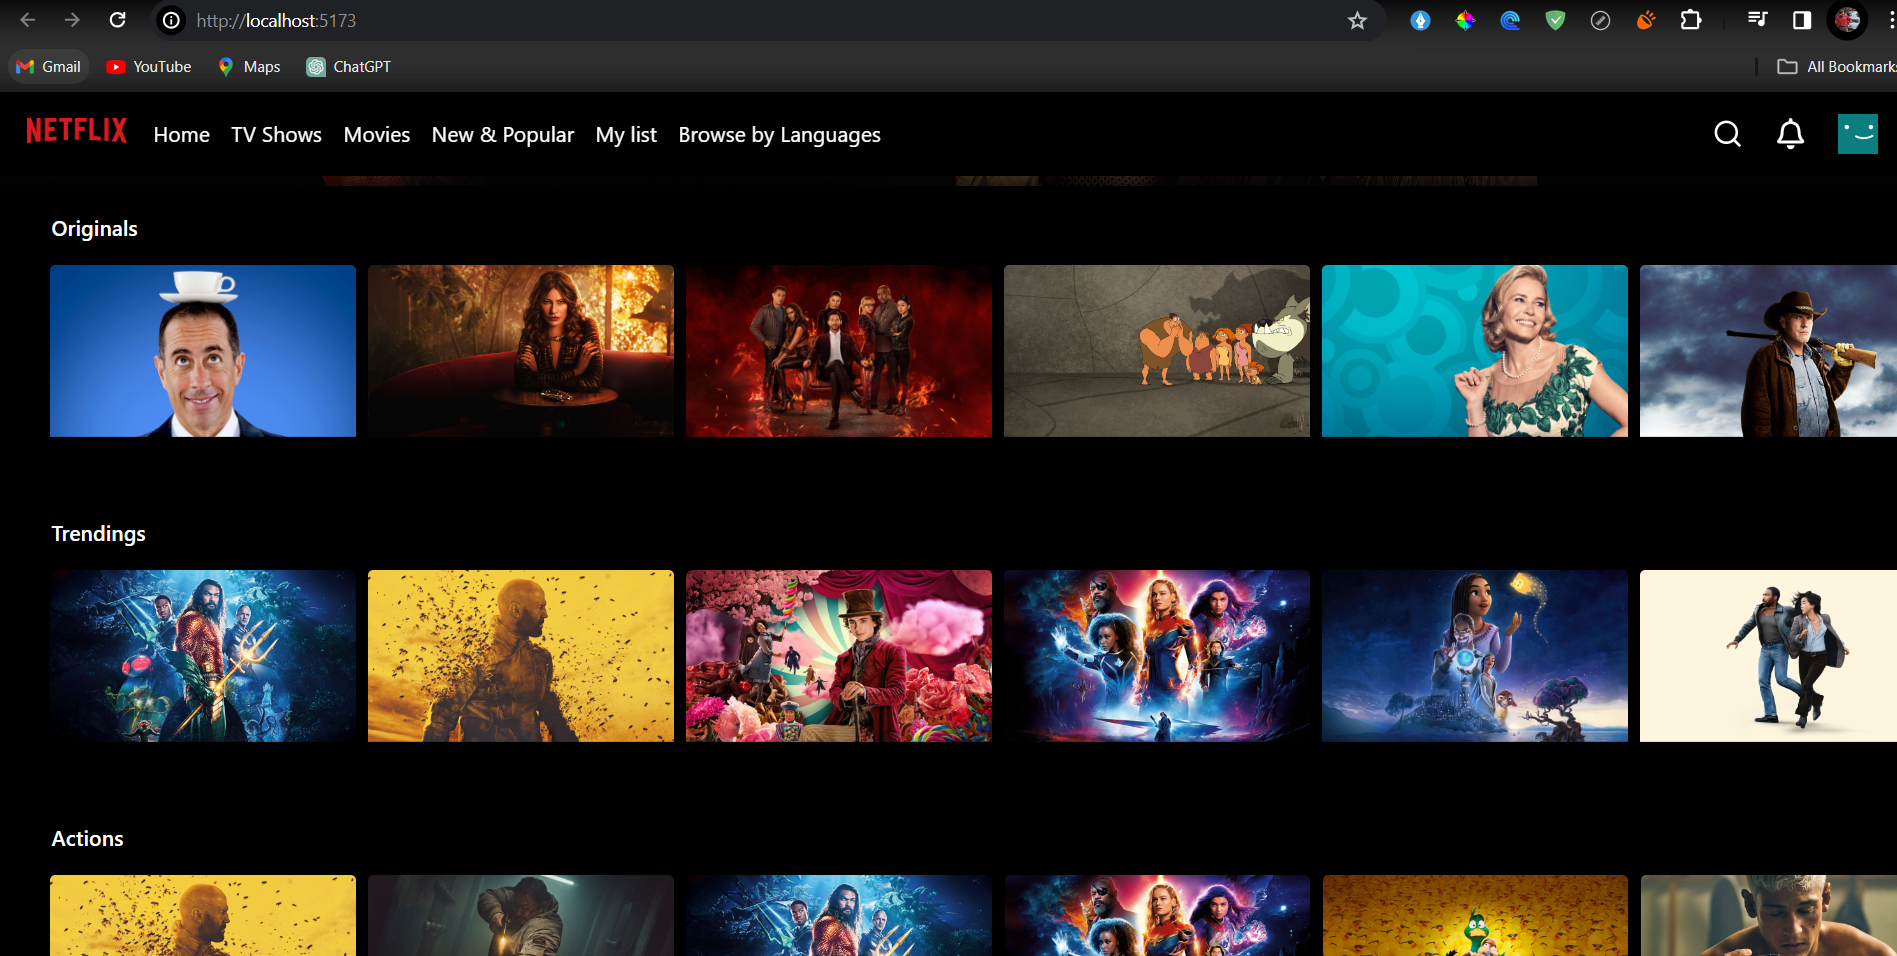 http://localhost:5173
Gmail YouTube Maps ChatGPT All Bookmarks
NETFLIX Home TV Shows Movies New & Popular My list Browse by Languages
Originals
Trendings
Actions